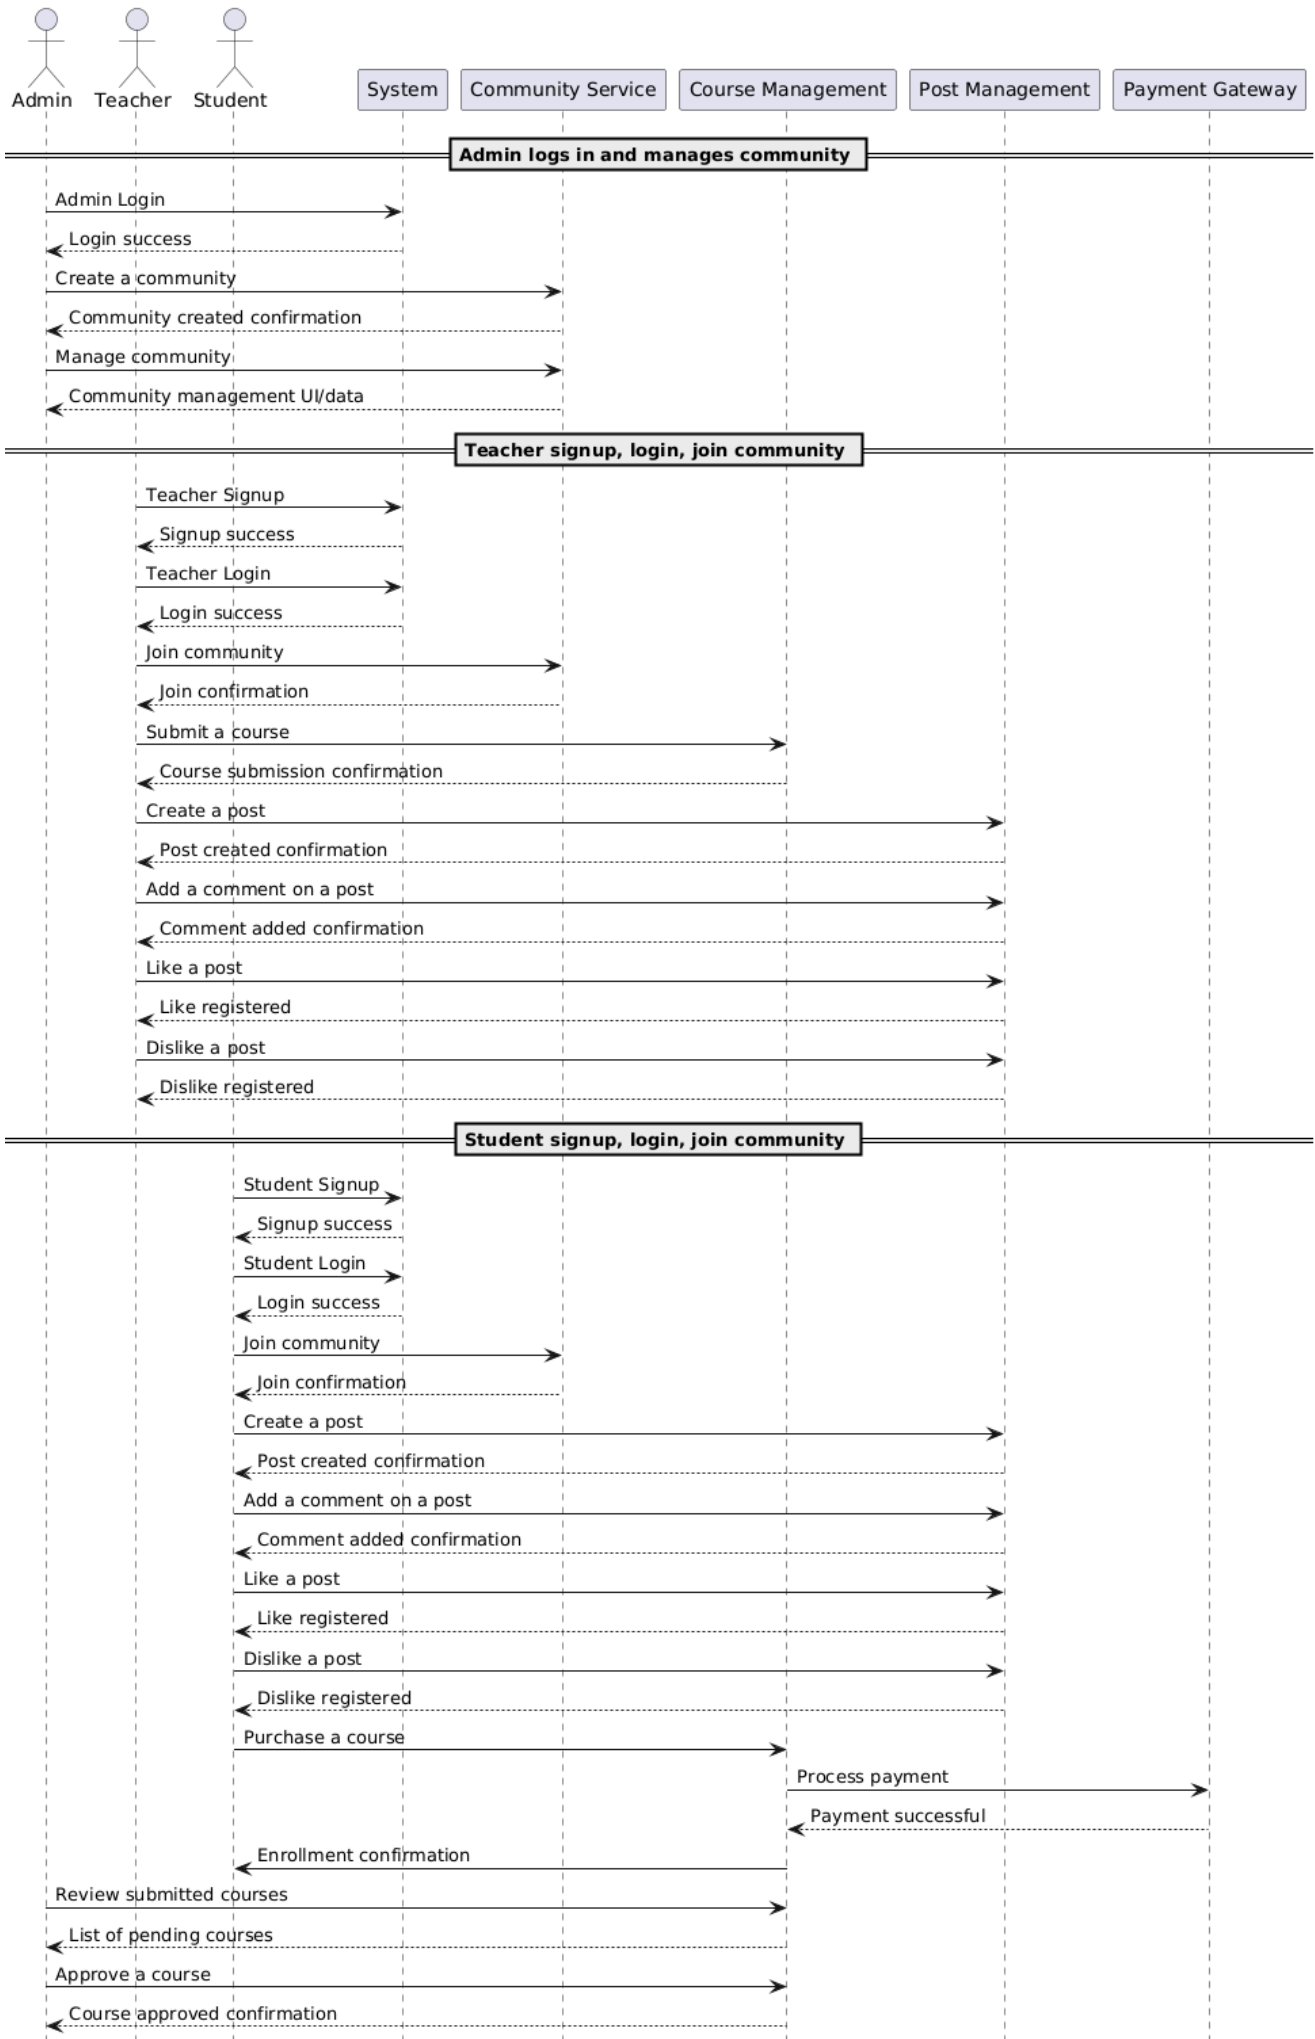 Admin Teacher Student System Community Service Course Management Post Management Payment Gateway
Admin logs in and manages community
Admin Login
Login success
Create a community
Community created confirmation
Manage community
Community management UI/data
Teacher signup, login, join community
Teacher Signup
Signup success
Teacher Login
Login success
Join community
Join confirmation
Submit a course
Course submission confirmation
Create a post
Post created confirmation
Add a comment on a post
Comment added confirmation
Like a post
Like registered
Dislike a post
Dislike registered
Student signup, login, join community
Student Signup
Signup success
Student Login
Login success
Join community
Join confirmation
Create a post
Post created confirmation
Add a comment on a post
Comment added confirmation
Like a post
Like registered
Dislike a post
Dislike registered
Purchase a course
Process payment
Payment successful
Enrollment confirmation
Review submitted courses
List of pending courses
Approve a course
Course approved confirmation